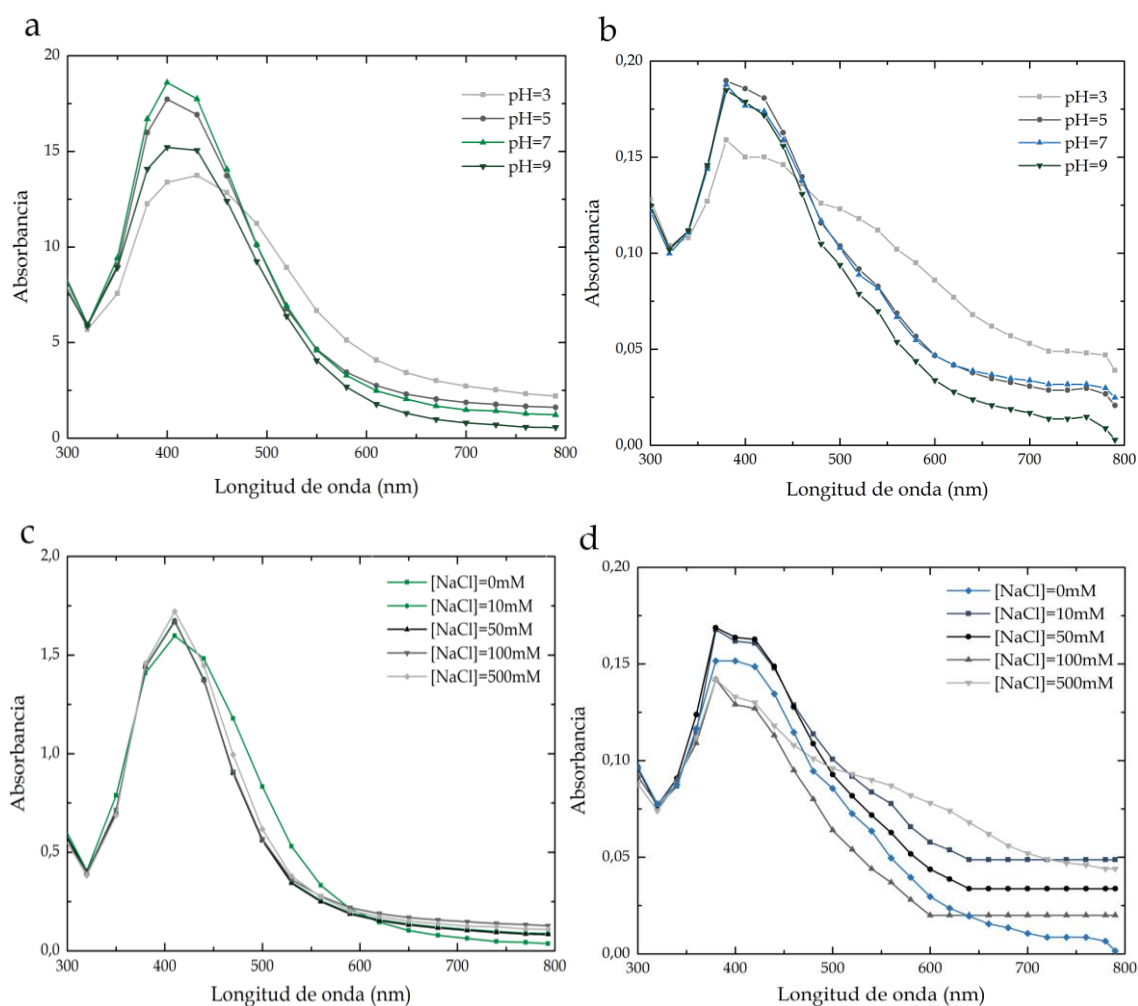 a
20
15
10
5
0
300
400
500
600
700
800
Absorbancia
Longitud de onda (nm)
pH=3
pH=5
pH=7
pH=9
b
0,20
0,15
0,10
0,05
0,00
300
400
500
600
700
800
Absorbancia
Longitud de onda (nm)
pH=3
pH=5
pH=7
pH=9
c
2,0
1,5
1,0
0,5
0,0
300
400
500
600
700
800
Absorbancia
Longitud de onda (nm)
[NaCl]=0mM
[NaCl]=10mM
[NaCl]=50mM
[NaCl]=100mM
[NaCl]=500mM
d
0,20
0,15
0,10
0,05
0,00
300
400
500
600
700
800
Absorbancia
Longitud de onda (nm)
[NaCl]=0mM
[NaCl]=10mM
[NaCl]=50mM
[NaCl]=100mM
[NaCl]=500mM